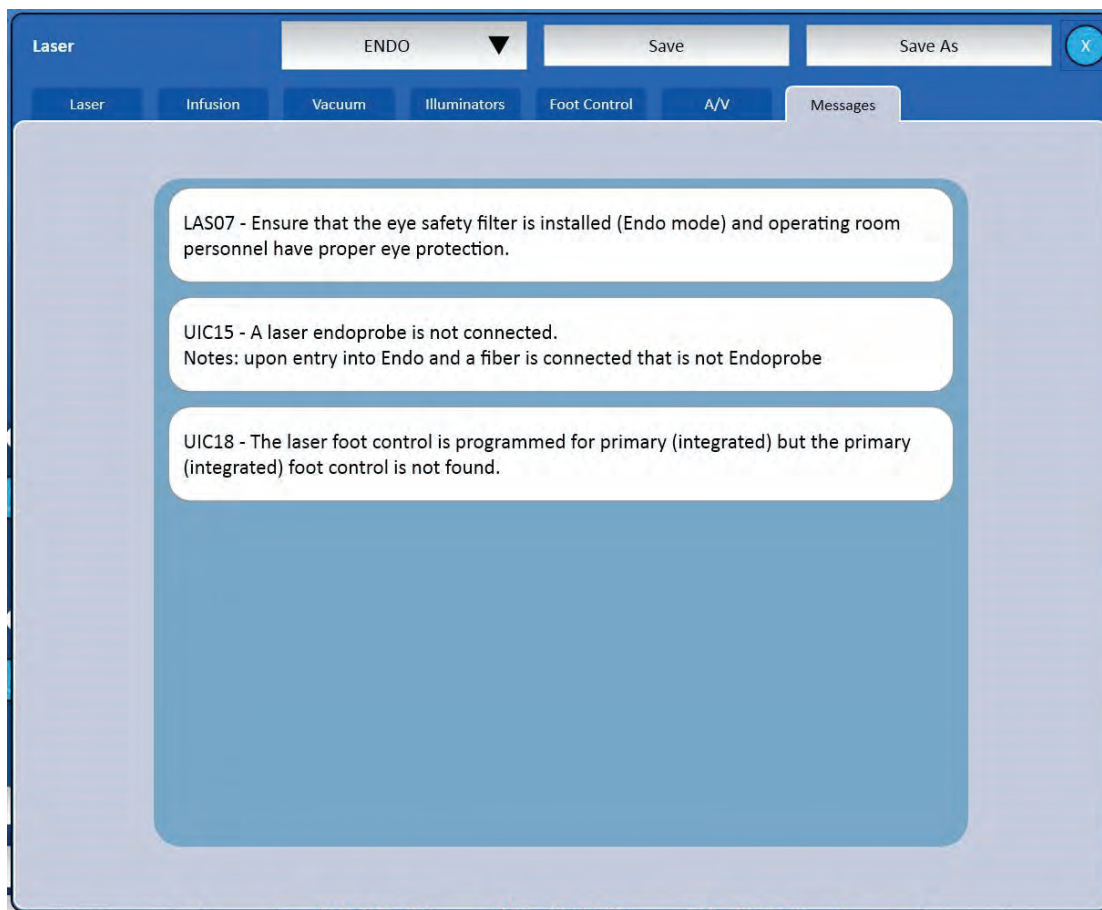 Laser
ENDO
Save
Save As
X
Laser
Infusion
Vacuum
Illuminators
Foot Control
A/V
Messages
LAS07 - Ensure that the eye safety filter is installed (Endo mode) and operating room
personnel have proper eye protection.
UIC15 - A laser endoprobe is not connected.
Notes: upon entry into Endo and a fiber is connected that is not Endoprobe
UIC18 - The laser foot control is programmed for primary (integrated) but the primary
(integrated) foot control is not found.